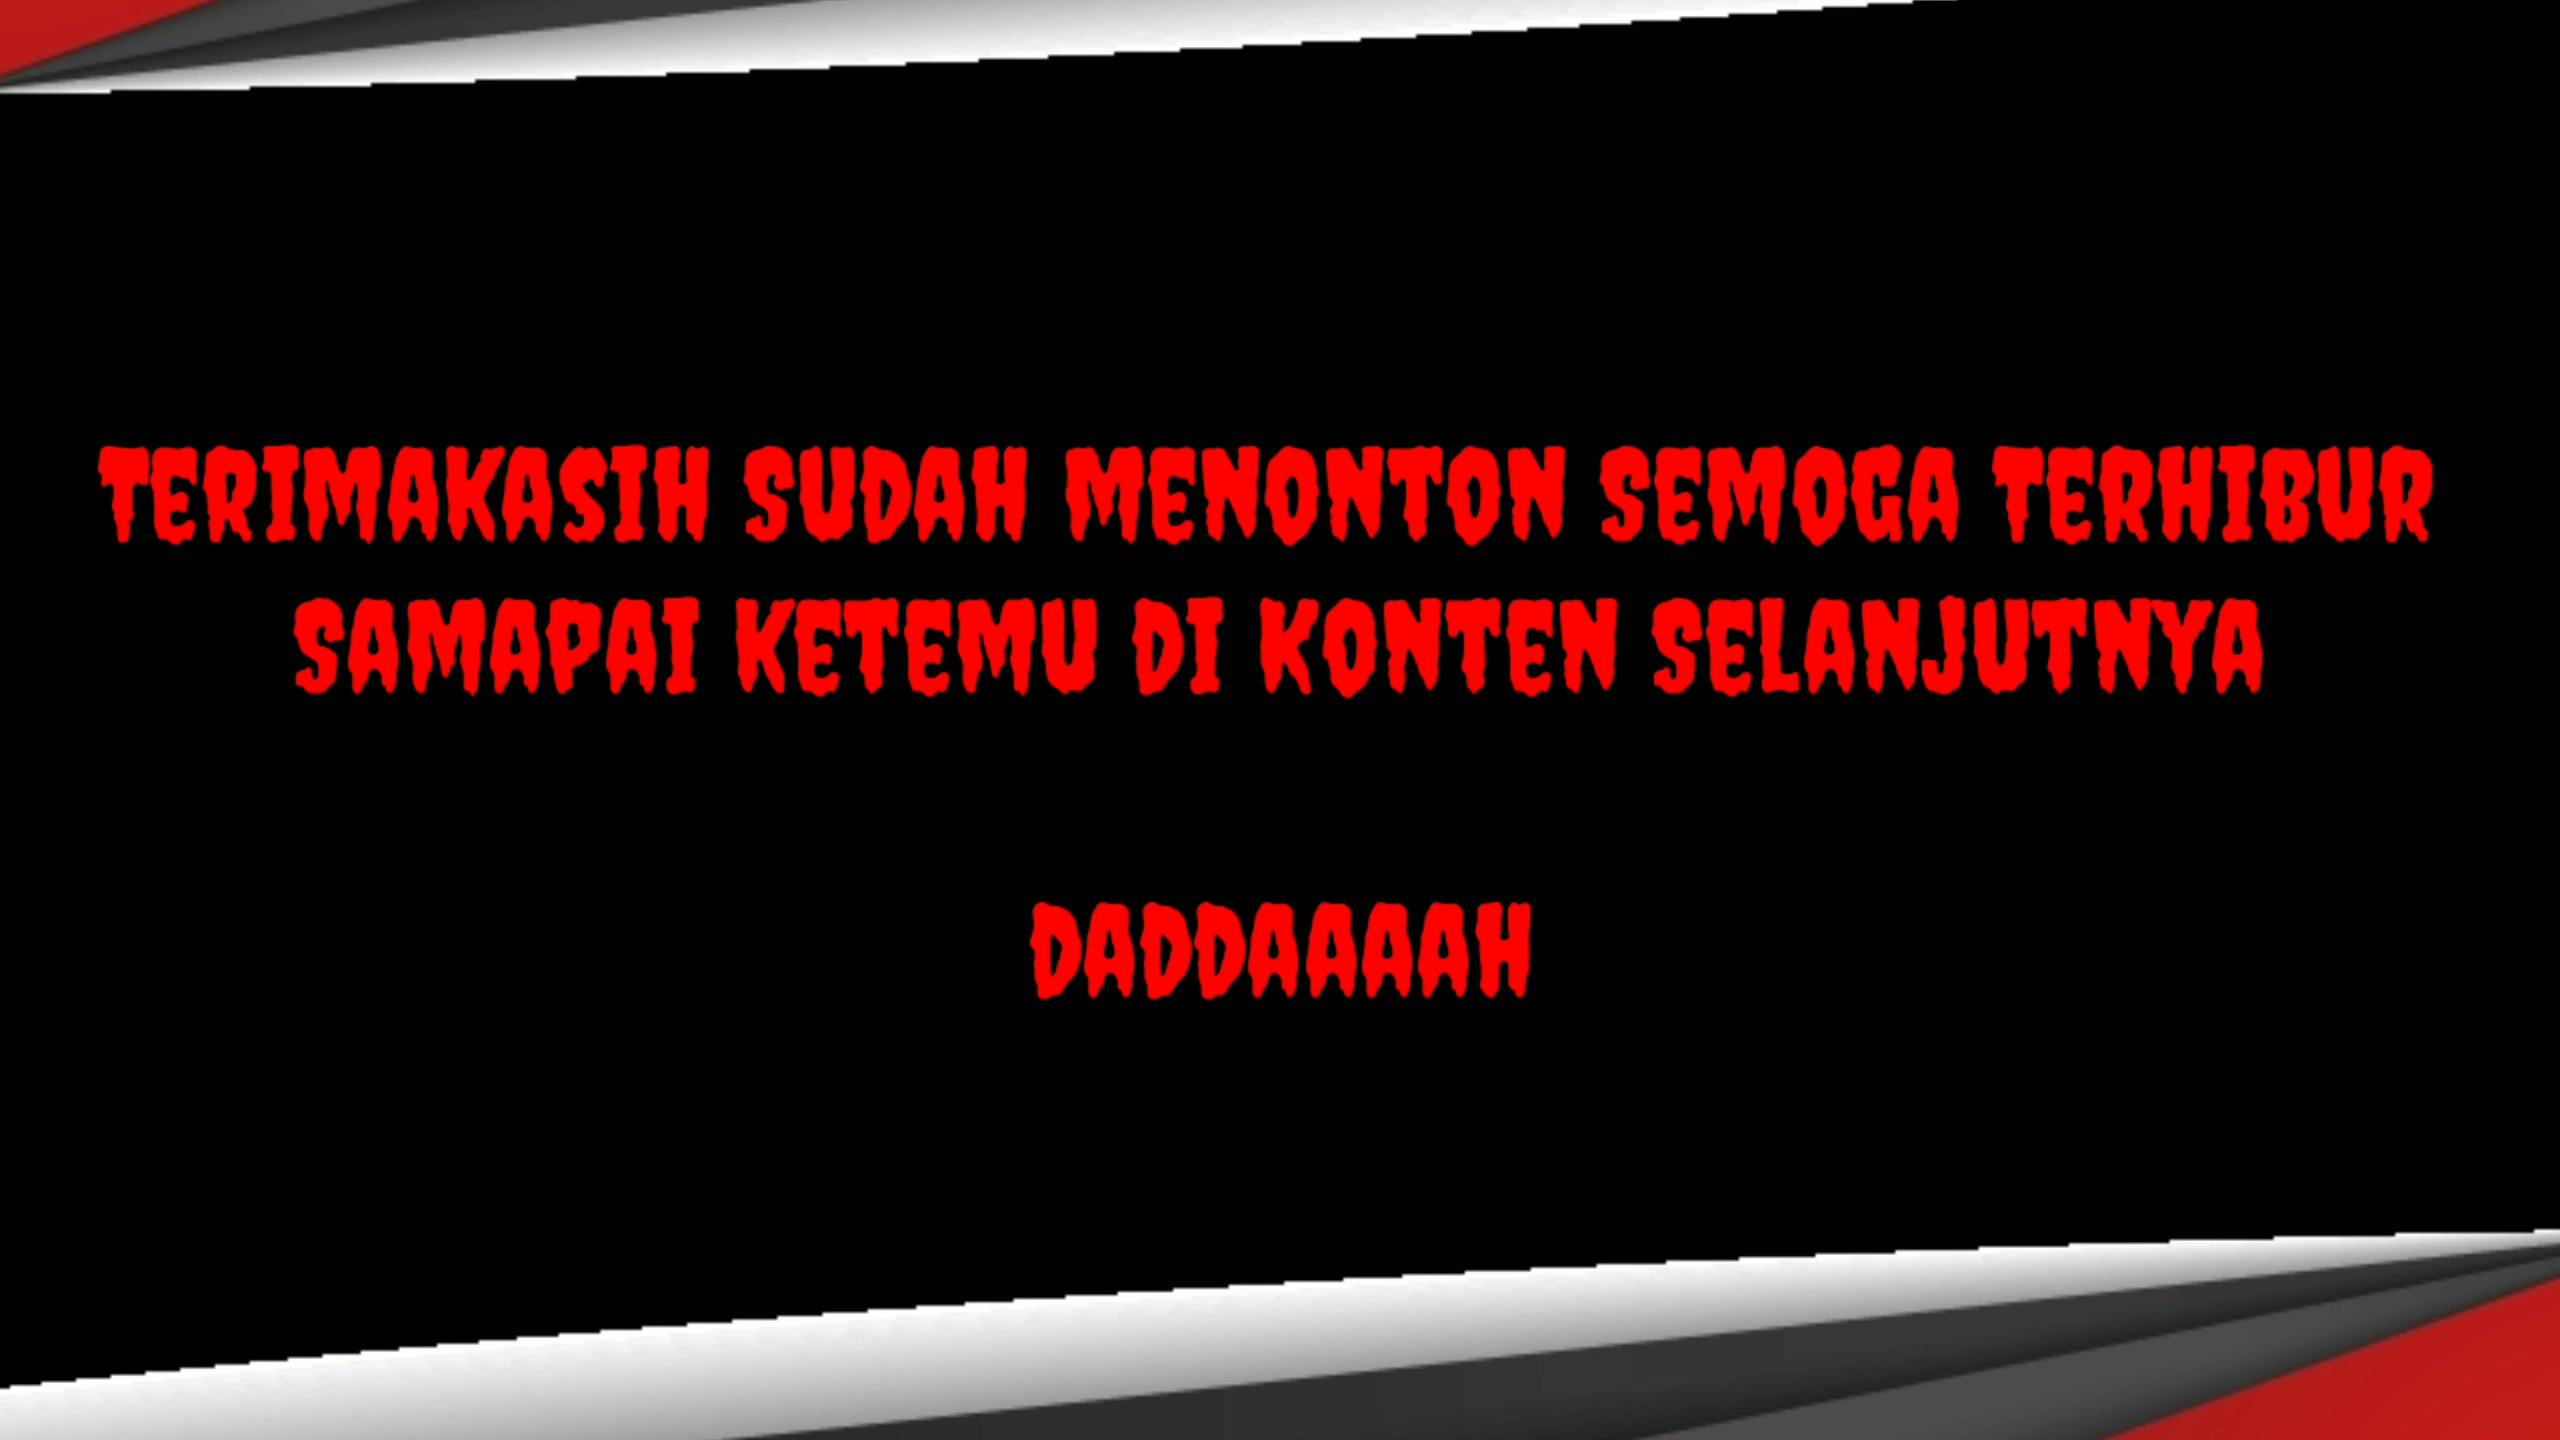 TERIMAKASIH SUDAH MENONTON SEMOGA TERHIBUR
SAMAPAI KETEMU DI KONTEN SELANJUTNYA
DADDAAAAH